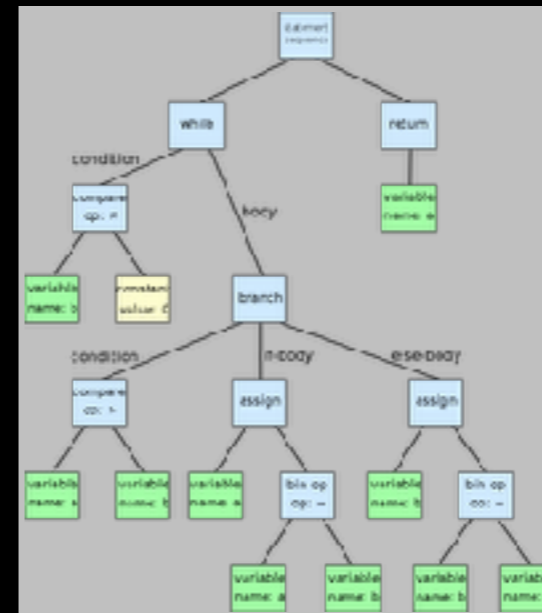 statement
sequence
while
return
condition
body
compare
op: ≠
variable
name: a
variable
name: b
constant
value: 0
branch
condition
if-body
else-body
compare
op: >
assign
assign
variable
name: a
variable
name: b
variable
name: a
bin op
op: −
variable
name: b
bin op
op: −
variable
name: a
variable
name: b
variable
name: b
variable
name: